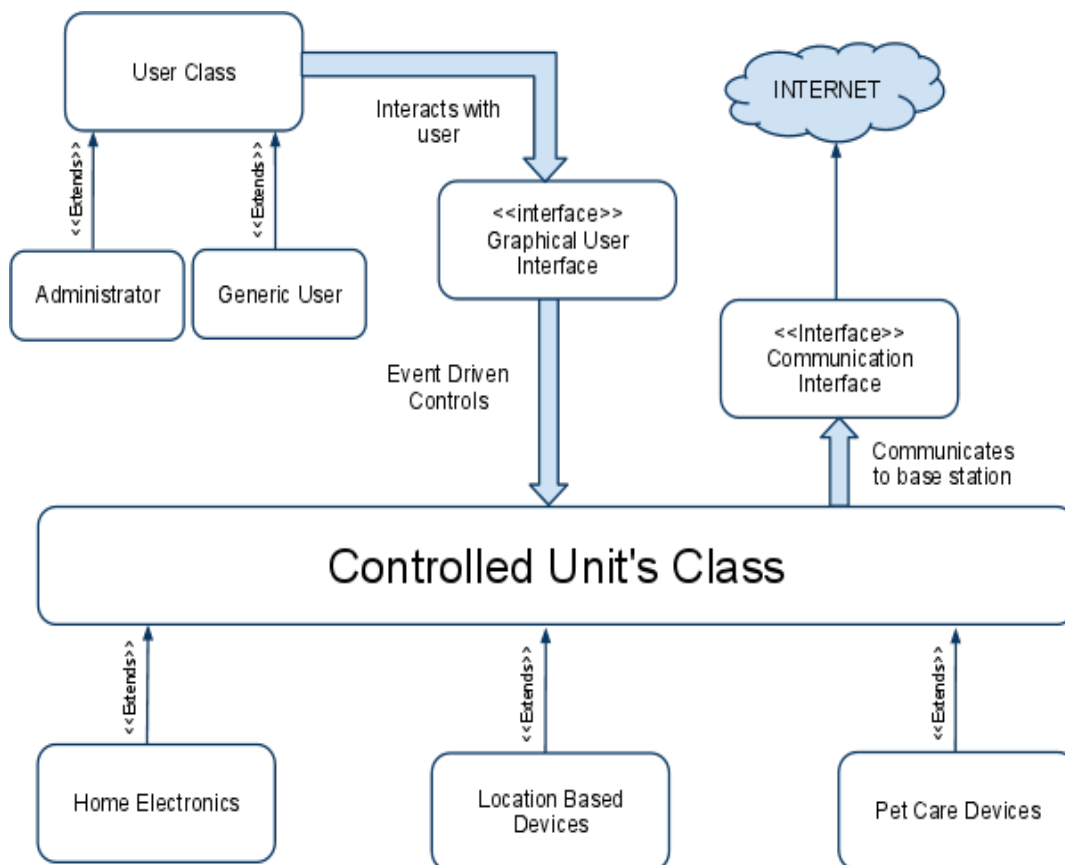 User Class
INTERNET
Interacts with
user
<<Extends>>
<<Extends>>
<<interface>>
Graphical User
Interface
Administrator
Generic User
<<Interface>>
Communication
Interface
Event Driven
Controls
Communicates
to base station
Controlled Unit's Class
<<Extends>>
<<Extends>>
<<Extends>>
Home Electronics
Location Based
Devices
Pet Care Devices